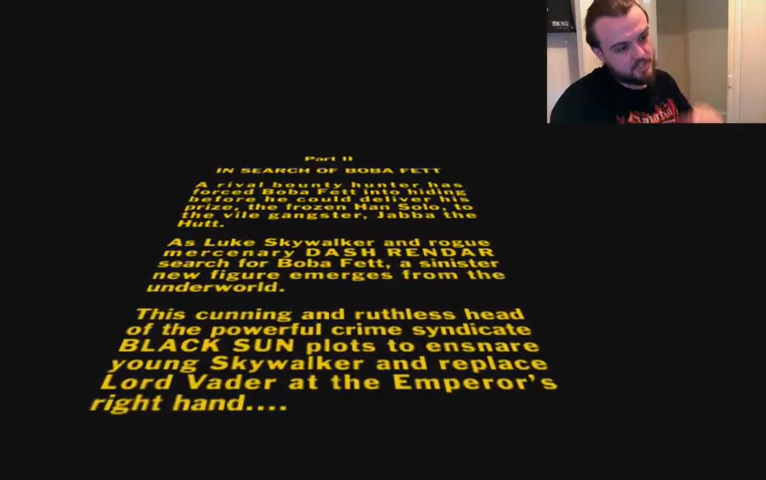 Part II
IN SEARCH OF BOBA FETT
A rival bounty hunter has
forced Boba Fett into hiding
before he could deliver his
prize, the frozen Han Solo, to
the vile gangster, Jabba the
Hutt.
As Luke Skywalker and rogue
mercenary DASH RENDAR
search for Boba Fett, a sinister
new figure emerges from the
underworld.
This cunning and ruthless head
of the powerful crime syndicate
BLACK SUN plots to ensnare
young Skywalker and replace
Lord Vader at the Emperor's
right hand....